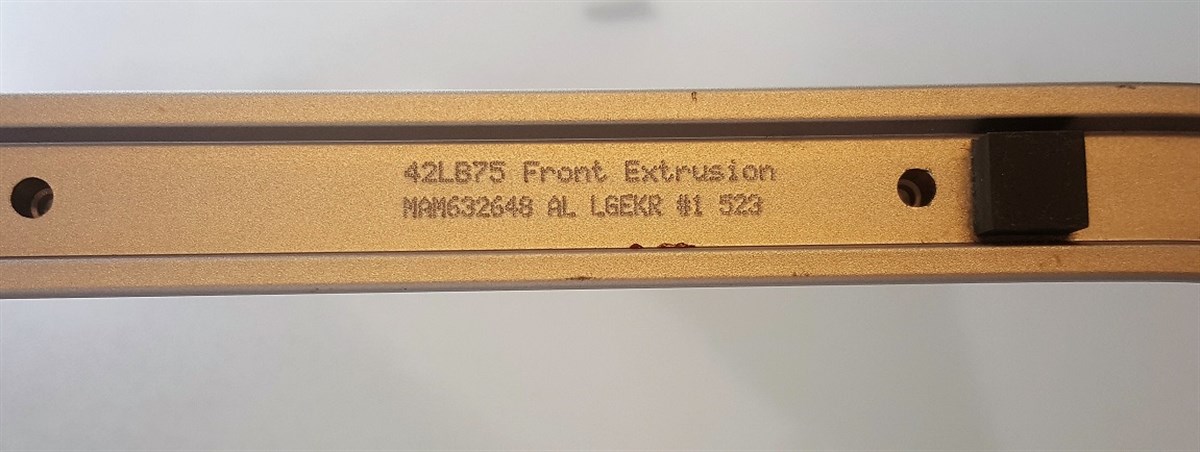 42LB75 Front Extrusion
MAM632648 AL LGEKR #1 523